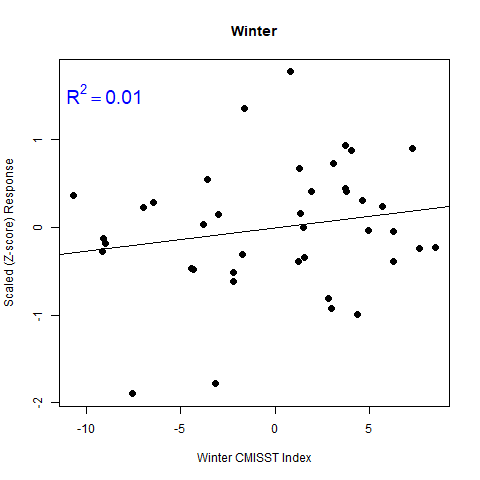 Winter
R² = 0.01
Scaled (Z-score) Response
1
0
-1
-2
-10
-5
0
5
Winter CMISST Index